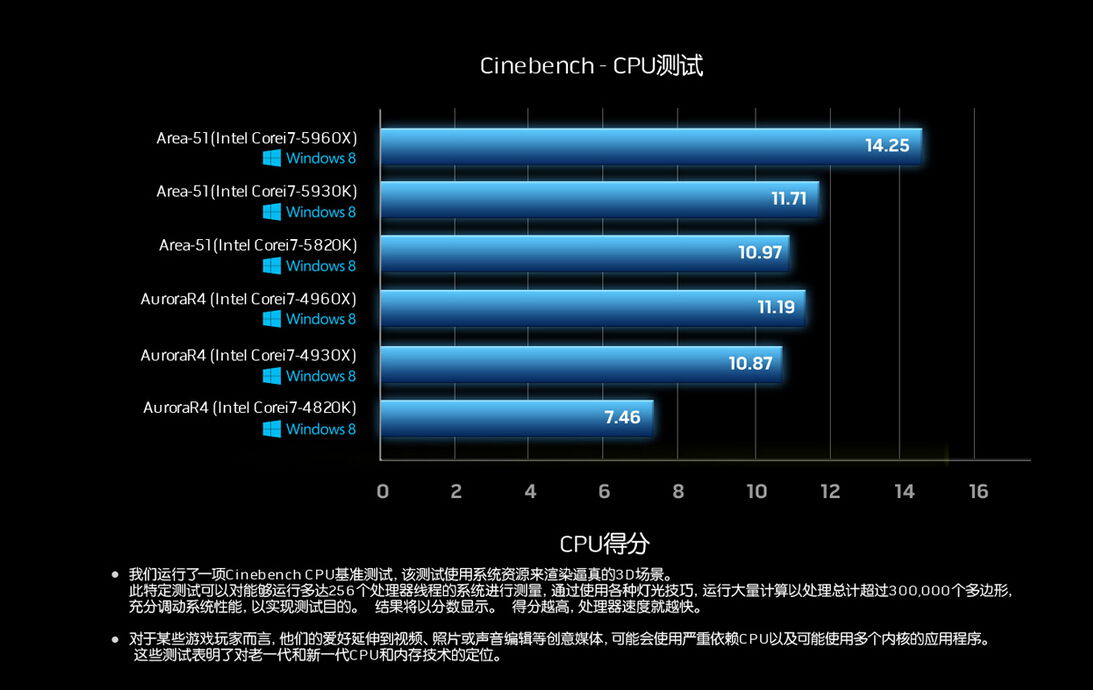 Cinebench - CPU测试
Area-51(Intel Corei7-5960X)
Windows 8
14.25
Area-51(Intel Corei7-5930K)
Windows 8
11.71
Area-51(Intel Corei7-5820K)
Windows 8
10.97
AuroraR4 (Intel Corei7-4960X)
Windows 8
11.19
AuroraR4 (Intel Corei7-4930X)
Windows 8
10.87
AuroraR4 (Intel Corei7-4820K)
Windows 8
7.46
0 2 4 6 8 10 12 14 16
CPU得分
● 我们运行了一项Cinebench CPU基准测试, 该测试使用系统资源来渲染逼真的3D场景。
此特定测试可以对能够运行多达256个处理器线程的系统进行测量, 通过使用各种灯光技巧, 运行大量计算以处理总计超过300,000个多边形,
充分调动系统性能, 以实现测试目的。 结果将以分数显示。 得分越高, 处理器速度就越快。
● 对于某些游戏玩家而言, 他们的爱好延伸到视频、照片或声音编辑等创意媒体, 可能会使用严重依赖CPU以及可能使用多个内核的应用程序。
这些测试表明了对老一代和新一代CPU和内存技术的定位。